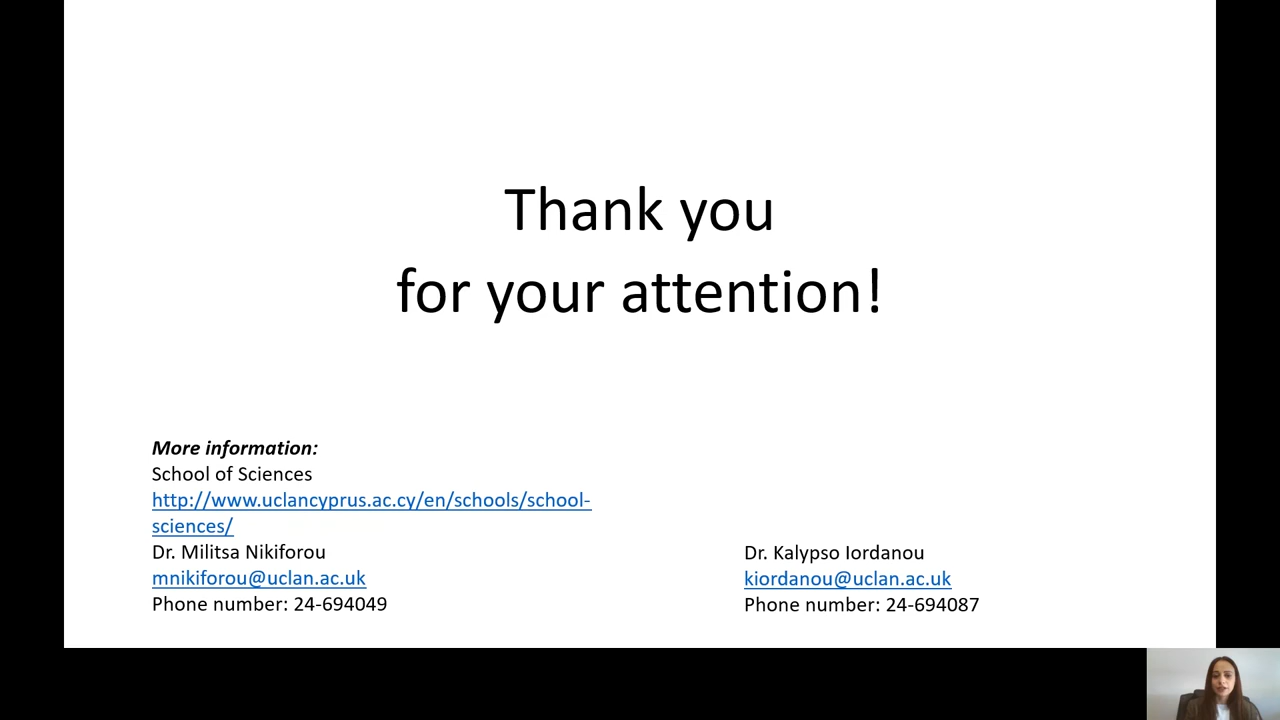 Thank you
for your attention!
More information:
School of Sciences
http://www.uclancyprus.ac.cy/en/schools/school-
sciences/
Dr. Militsa Nikiforou
mnikiforou@uclan.ac.uk
Phone number: 24-694049
Dr. Kalypso Iordanou
kiordanou@uclan.ac.uk
Phone number: 24-694087